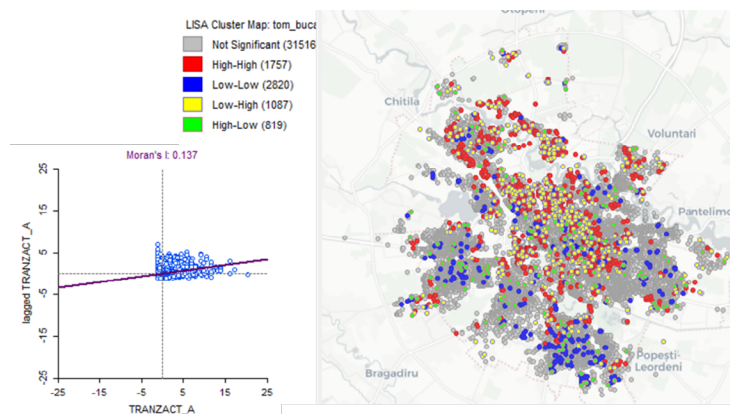 LISA Cluster Map: tom_buca
Not Significant (31516
High-High (1757)
Low-Low (2820)
Low-High (1087)
High-Low (819)
Moran's I: 0.137
lagged TRANZACT_A
25
15
5
-5
-15
-25
-25
-15
-5
5
15
25
TRANZACT_A
Otopeni
Chitila
Voluntari
Pantelimo
Popești-
Leordeni
Bragadiru